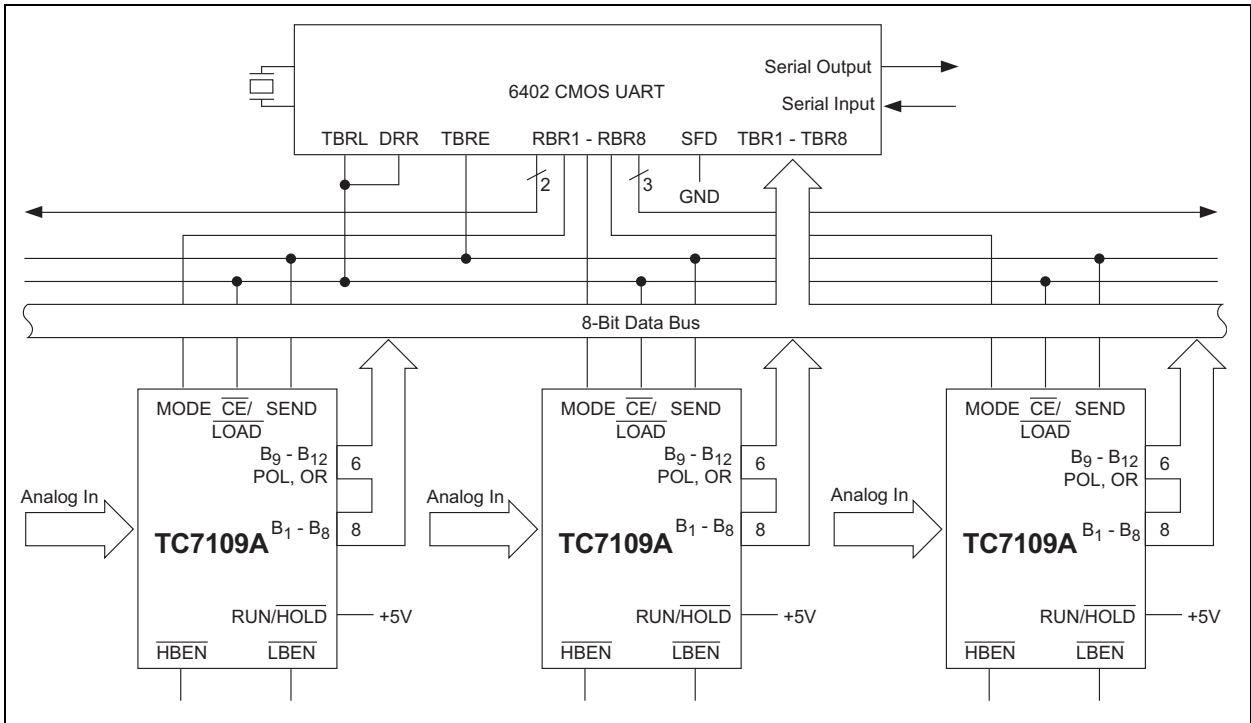 Serial Output
6402 CMOS UART
Serial Input
TBRL DRR TBRE RBR1 - RBR8 SFD TBR1 - TBR8
2 3
GND
8-Bit Data Bus
MODE CE/ SEND MODE CE/ SEND MODE CE/ SEND
LOAD LOAD LOAD
B9 - B12 6 B9 - B12 6 B9 - B12 6
POL, OR POL, OR POL, OR
Analog In Analog In Analog In
B1 - B8 8 B1 - B8 8 B1 - B8 8
TC7109A TC7109A TC7109A
RUN/HOLD +5V RUN/HOLD +5V RUN/HOLD +5V
HBEN LBEN HBEN LBEN HBEN LBEN